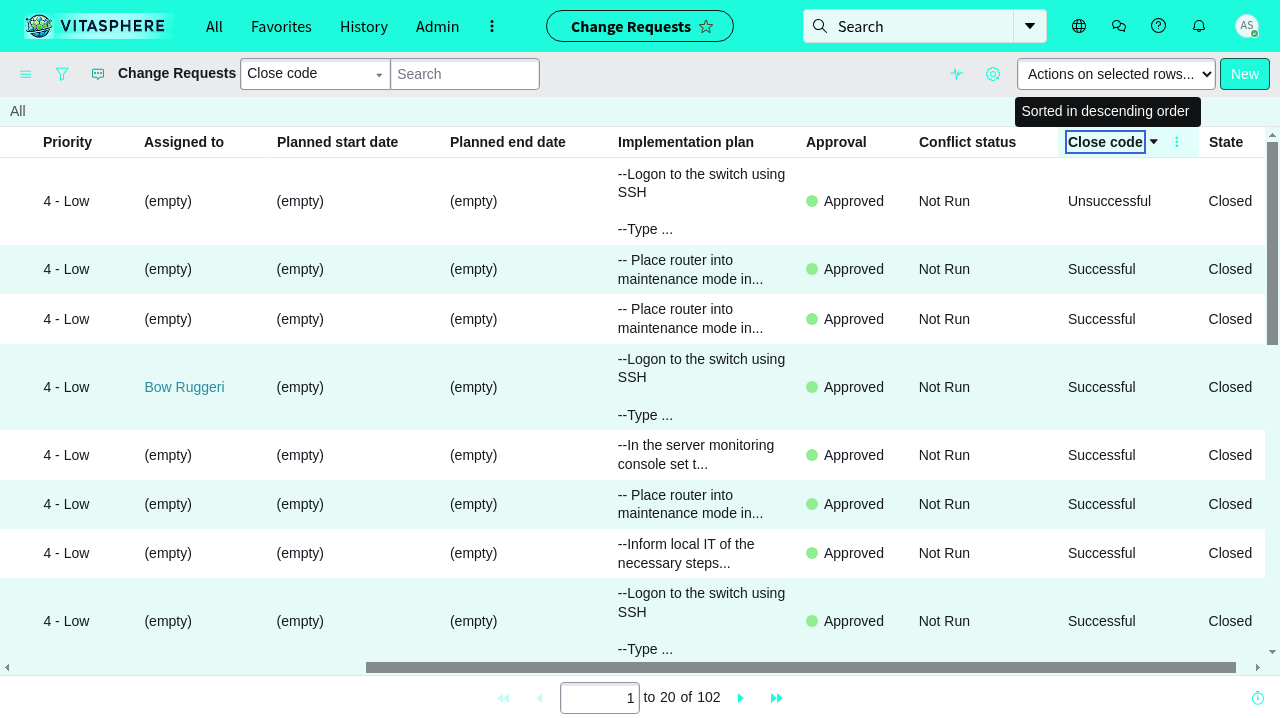 VITASPHERE All Favorites History Admin Change Requests Search AS
Change Requests Close code Search Actions on selected rows... New
All
Sorted in descending order
Priority Assigned to Planned start date Planned end date Implementation plan Approval Conflict status Close code State
4 - Low (empty) (empty) (empty) --Logon to the switch using
SSH
--Type ... Approved Not Run Unsuccessful Closed
4 - Low (empty) (empty) (empty) -- Place router into
maintenance mode in... Approved Not Run Successful Closed
4 - Low (empty) (empty) (empty) -- Place router into
maintenance mode in... Approved Not Run Successful Closed
4 - Low Bow Ruggeri (empty) (empty) --Logon to the switch using
SSH
--Type ... Approved Not Run Successful Closed
4 - Low (empty) (empty) (empty) --In the server monitoring
console set t... Approved Not Run Successful Closed
4 - Low (empty) (empty) (empty) -- Place router into
maintenance mode in... Approved Not Run Successful Closed
4 - Low (empty) (empty) (empty) --Inform local IT of the
necessary steps... Approved Not Run Successful Closed
4 - Low (empty) (empty) (empty) --Logon to the switch using
SSH
--Type ... Approved Not Run Successful Closed
1 to 20 of 102